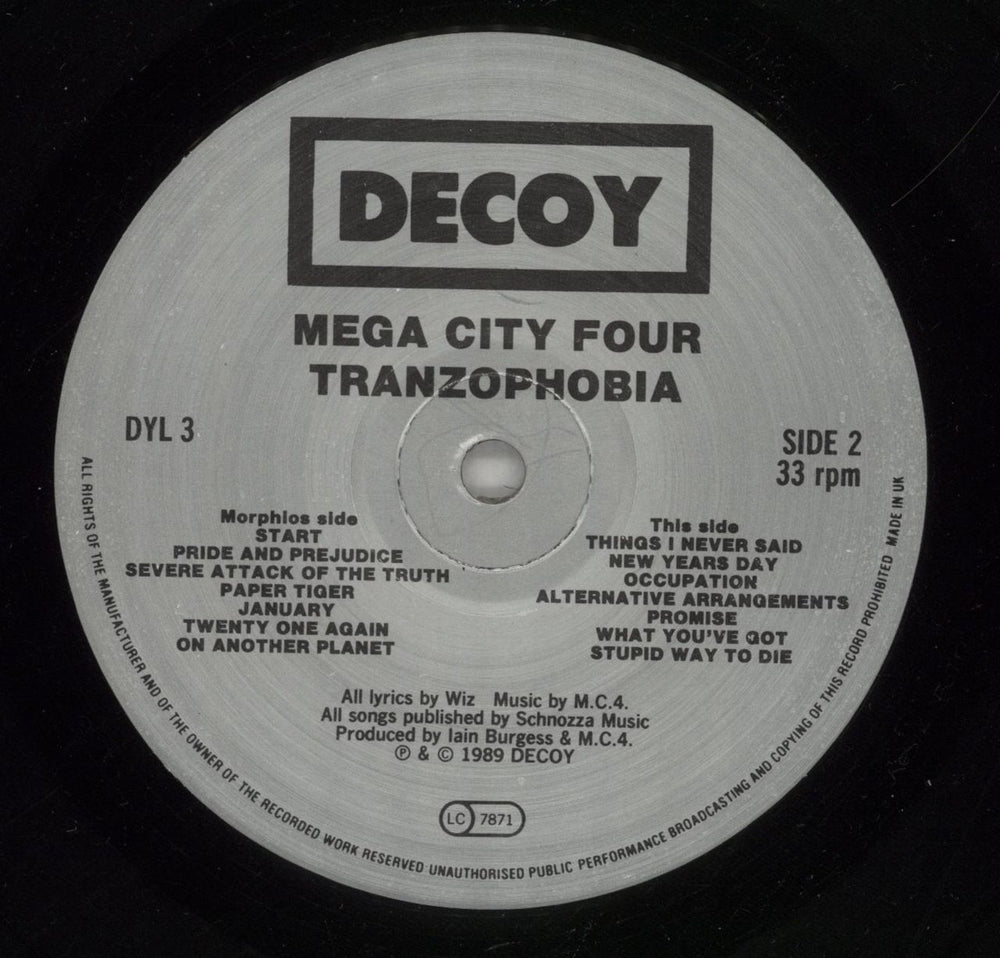 DECOY
MEGA CITY FOUR
TRANZOPHOBIA
DYL 3
SIDE 2
33 rpm
Morphios side
START
PRIDE AND PREJUDICE
SEVERE ATTACK OF THE TRUTH
PAPER TIGER
JANUARY
TWENTY ONE AGAIN
ON ANOTHER PLANET
This side
THINGS I NEVER SAID
NEW YEARS DAY
OCCUPATION
ALTERNATIVE ARRANGEMENTS
PROMISE
WHAT YOU'VE GOT
STUPID WAY TO DIE
All lyrics by Wiz Music by M.C.4.
All songs published by Schnozza Music
Produced by Iain Burgess & M.C.4.
℗ & © 1989 DECOY
LC 7871
ALL RIGHTS OF THE MANUFACTURER AND OF THE OWNER OF THE RECORDED WORK RESERVED UNAUTHORISED PUBLIC PERFORMANCE BROADCASTING AND COPYING OF THIS RECORD PROHIBITED MADE IN UK